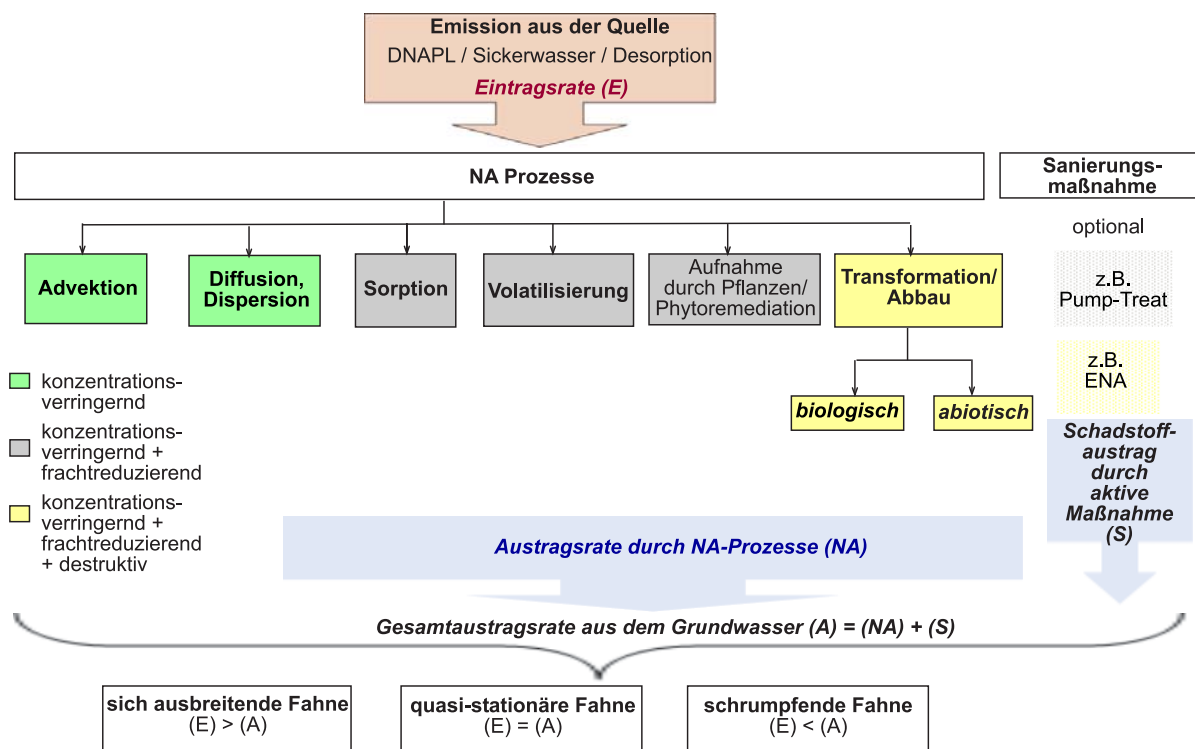 Emission aus der Quelle
DNAPL / Sickerwasser / Desorption
Eintragsrate (E)
NA Prozesse
Sanierungs-
maßnahme
optional
Advektion
Diffusion,
Dispersion
Sorption
Volatilisierung
Aufnahme
durch Pflanzen/
Phytoremediation
Transformation/
Abbau
z.B.
Pump-Treat
z.B.
ENA
biologisch
abiotisch
konzentrations-
verringernd
konzentrations-
verringernd +
frachtreduzierend
konzentrations-
verringernd +
frachtreduzierend
+ destruktiv
Schadstoff-
austrag
durch
aktive
Maßnahme
(S)
Austragsrate durch NA-Prozesse (NA)
Gesamtaustragsrate aus dem Grundwasser (A) = (NA) + (S)
sich ausbreitende Fahne
(E) > (A)
quasi-stationäre Fahne
(E) = (A)
schrumpfende Fahne
(E) < (A)